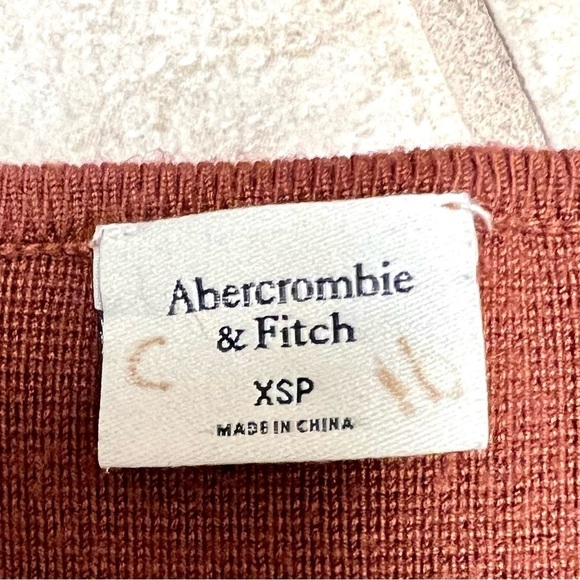 Abercrombie
& Fitch
XSP
MADE IN CHINA